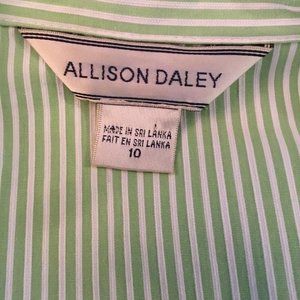 ALLISON DALEY
MADE IN SRI LANKA
FAIT EN SRI LANKA
10